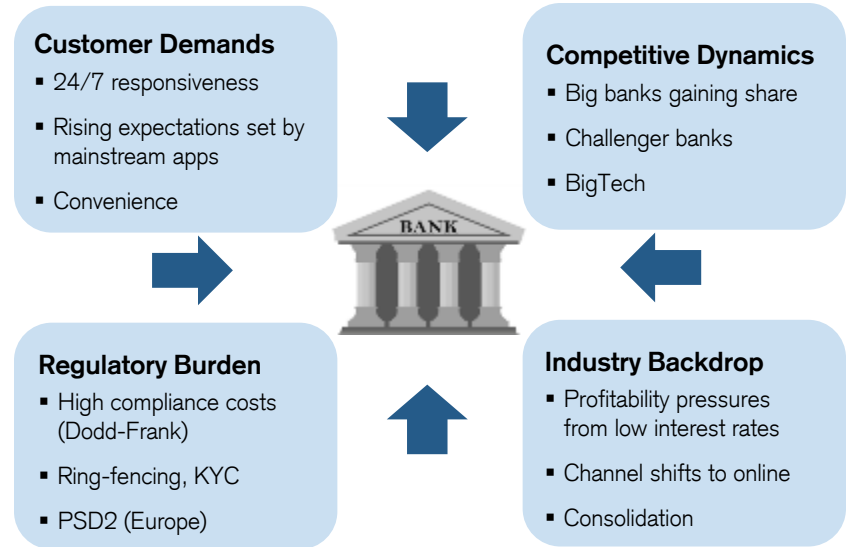 Customer Demands
▪ 24/7 responsiveness
▪ Rising expectations set by
mainstream apps
▪ Convenience
Competitive Dynamics
▪ Big banks gaining share
▪ Challenger banks
▪ BigTech
BANK
Regulatory Burden
▪ High compliance costs
(Dodd-Frank)
▪ Ring-fencing, KYC
▪ PSD2 (Europe)
Industry Backdrop
▪ Profitability pressures
from low interest rates
▪ Channel shifts to online
▪ Consolidation